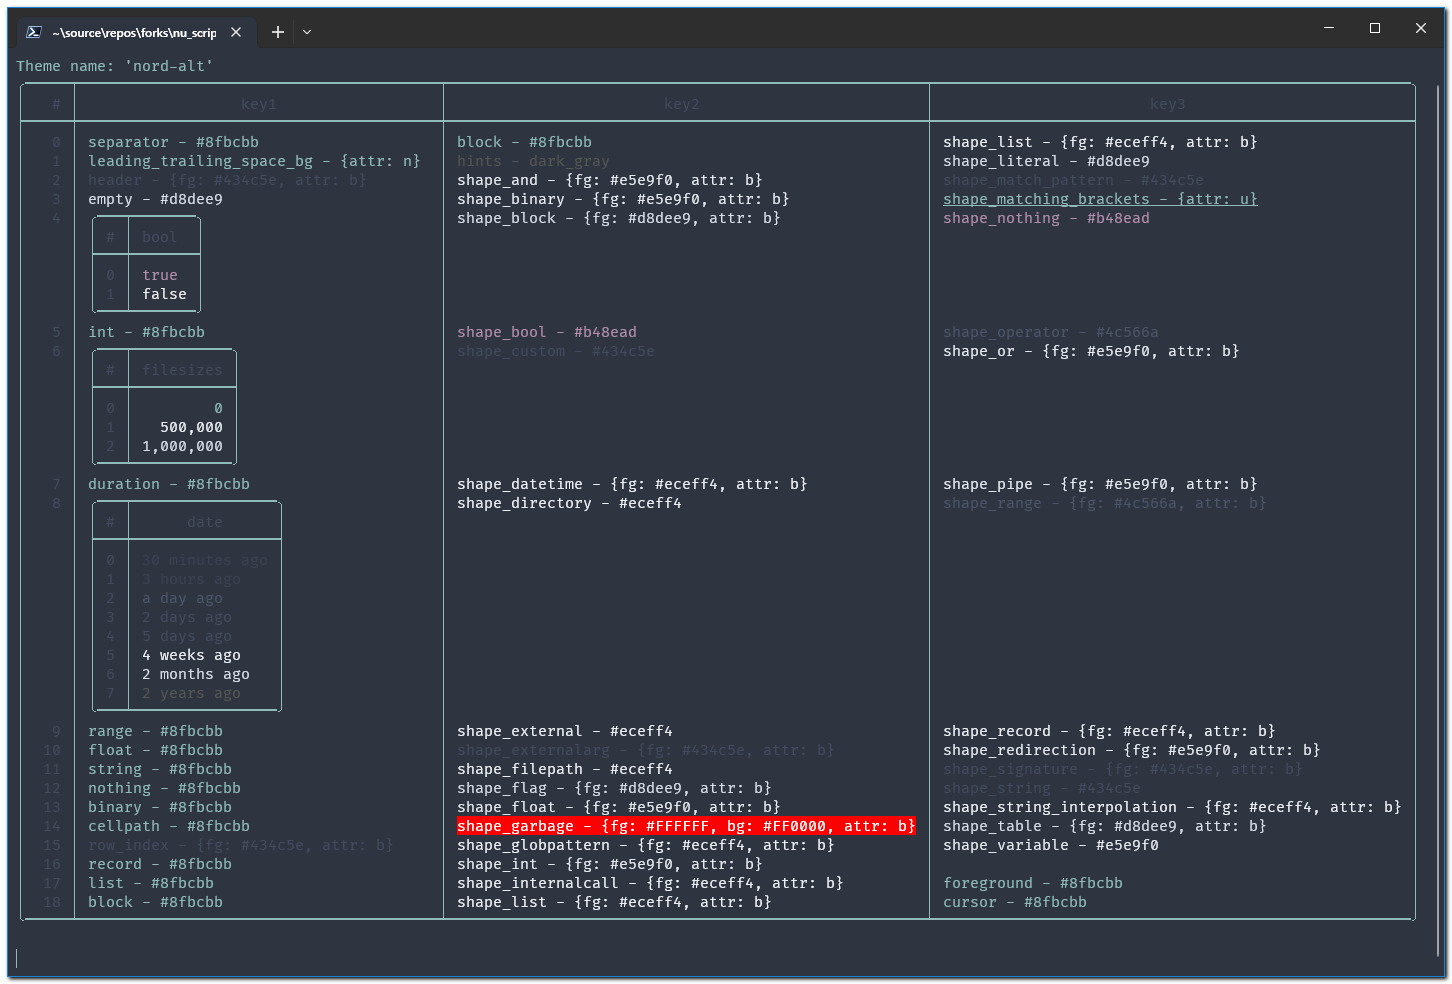 ~\source\repos\forks\nu_scrip
Theme name: 'nord-alt'
# key1 key2 key3
0 separator - #8fbcbb block - #8fbcbb shape_list - {fg: #eceff4, attr: b}
1 leading_trailing_space_bg - {attr: n} hints - dark_gray shape_literal - #d8dee9
2 header - {fg: #434c5e, attr: b} shape_and - {fg: #e5e9f0, attr: b} shape_match_pattern - #434c5e
3 empty - #d8dee9 shape_binary - {fg: #e5e9f0, attr: b} shape_matching_brackets - {attr: u}
4 shape_block - {fg: #d8dee9, attr: b} shape_nothing - #b48ead
# bool
0 true
1 false
5 int - #8fbcbb shape_bool - #b48ead shape_operator - #4c566a
6 shape_custom - #434c5e shape_or - {fg: #e5e9f0, attr: b}
# filesizes
0 0
1 500,000
2 1,000,000
7 duration - #8fbcbb shape_datetime - {fg: #eceff4, attr: b} shape_pipe - {fg: #e5e9f0, attr: b}
8 shape_directory - #eceff4 shape_range - {fg: #4c566a, attr: b}
# date
0 30 minutes ago
1 3 hours ago
2 a day ago
3 2 days ago
4 5 days ago
5 4 weeks ago
6 2 months ago
7 2 years ago
9 range - #8fbcbb shape_external - #eceff4 shape_record - {fg: #eceff4, attr: b}
10 float - #8fbcbb shape_externalarg - {fg: #434c5e, attr: b} shape_redirection - {fg: #e5e9f0, attr: b}
11 string - #8fbcbb shape_filepath - #eceff4 shape_signature - {fg: #434c5e, attr: b}
12 nothing - #8fbcbb shape_flag - {fg: #d8dee9, attr: b} shape_string - #434c5e
13 binary - #8fbcbb shape_float - {fg: #e5e9f0, attr: b} shape_string_interpolation - {fg: #eceff4, attr: b}
14 cellpath - #8fbcbb shape_garbage - {fg: #FFFFFF, bg: #FF0000, attr: b} shape_table - {fg: #d8dee9, attr: b}
15 row_index - {fg: #434c5e, attr: b} shape_globpattern - {fg: #eceff4, attr: b} shape_variable - #e5e9f0
16 record - #8fbcbb shape_int - {fg: #e5e9f0, attr: b}
17 list - #8fbcbb shape_internalcall - {fg: #eceff4, attr: b} foreground - #8fbcbb
18 block - #8fbcbb shape_list - {fg: #eceff4, attr: b} cursor - #8fbcbb